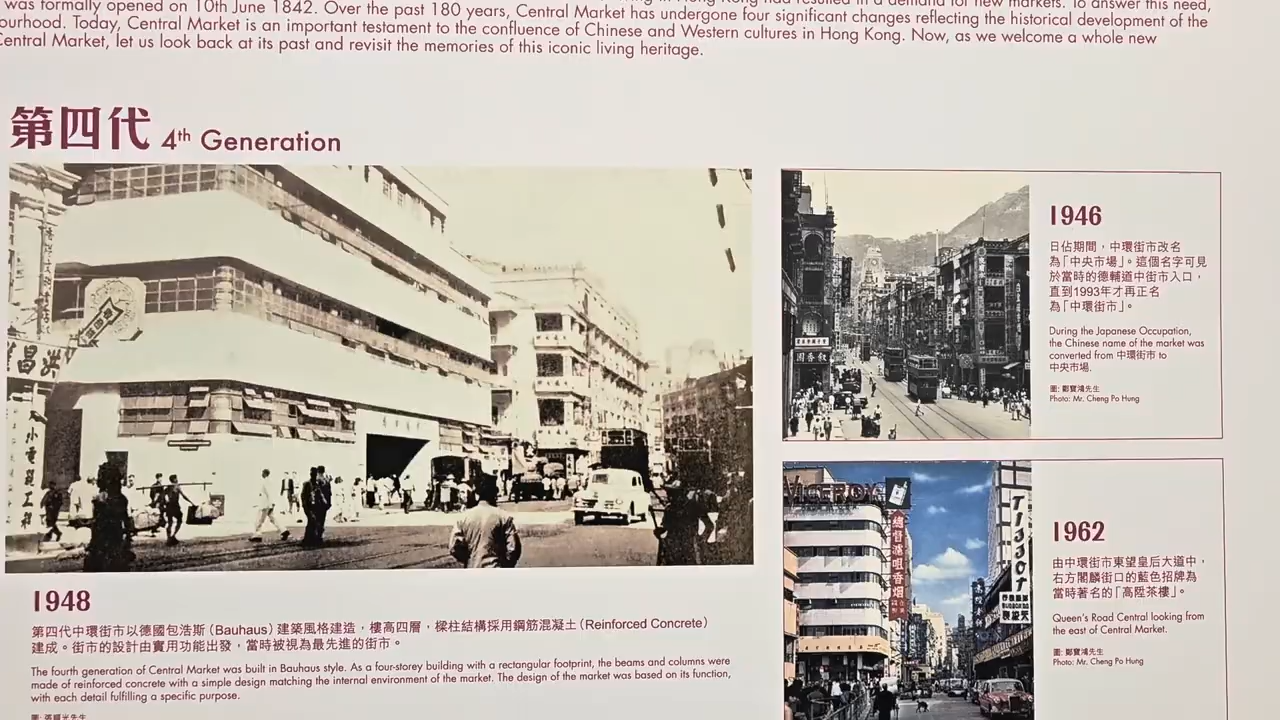 was formally opened on 10th June 1842. Over the past 180 years, Central Market has undergone four significant changes reflecting the historical development of the
ourhood. Today, Central Market is an important testament to the confluence of Chinese and Western cultures in Hong Kong. Now, as we welcome a whole new
Central Market, let us look back at its past and revisit the memories of this iconic living heritage.
第四代 4th Generation
1948
第四代中環街市以德國包浩斯（Bauhaus）建築風格建造，樓高四層，樑柱結構採用鋼筋混凝土（Reinforced Concrete）
建成。街市的設計由實用功能出發，當時被視為最先進的街市。
The fourth generation of Central Market was built in Bauhaus style. As a four-storey building with a rectangular footprint, the beams and columns were
made of reinforced concrete with a simple design matching the internal environment of the market. The design of the market was based on its function,
with each detail fulfilling a specific purpose.
1946
日佔期間，中環街市改名
為「中央市場」。這個名字可見
於當時的德輔道中街市入口，
直到1993年才再正名
為「中環街市」。
During the Japanese Occupation,
the Chinese name of the market was
converted from 中環街市 to
中央市場.
圖: 鄭寶鴻先生
Photo: Mr. Cheng Po Hung
VICEROY
TISSOT
1962
由中環街市東望皇后大道中，
右方閣麟街口的藍色招牌為
當時著名的「高陞茶樓」。
Queen's Road Central looking from
the east of Central Market.
圖: 鄭寶鴻先生
Photo: Mr. Cheng Po Hung